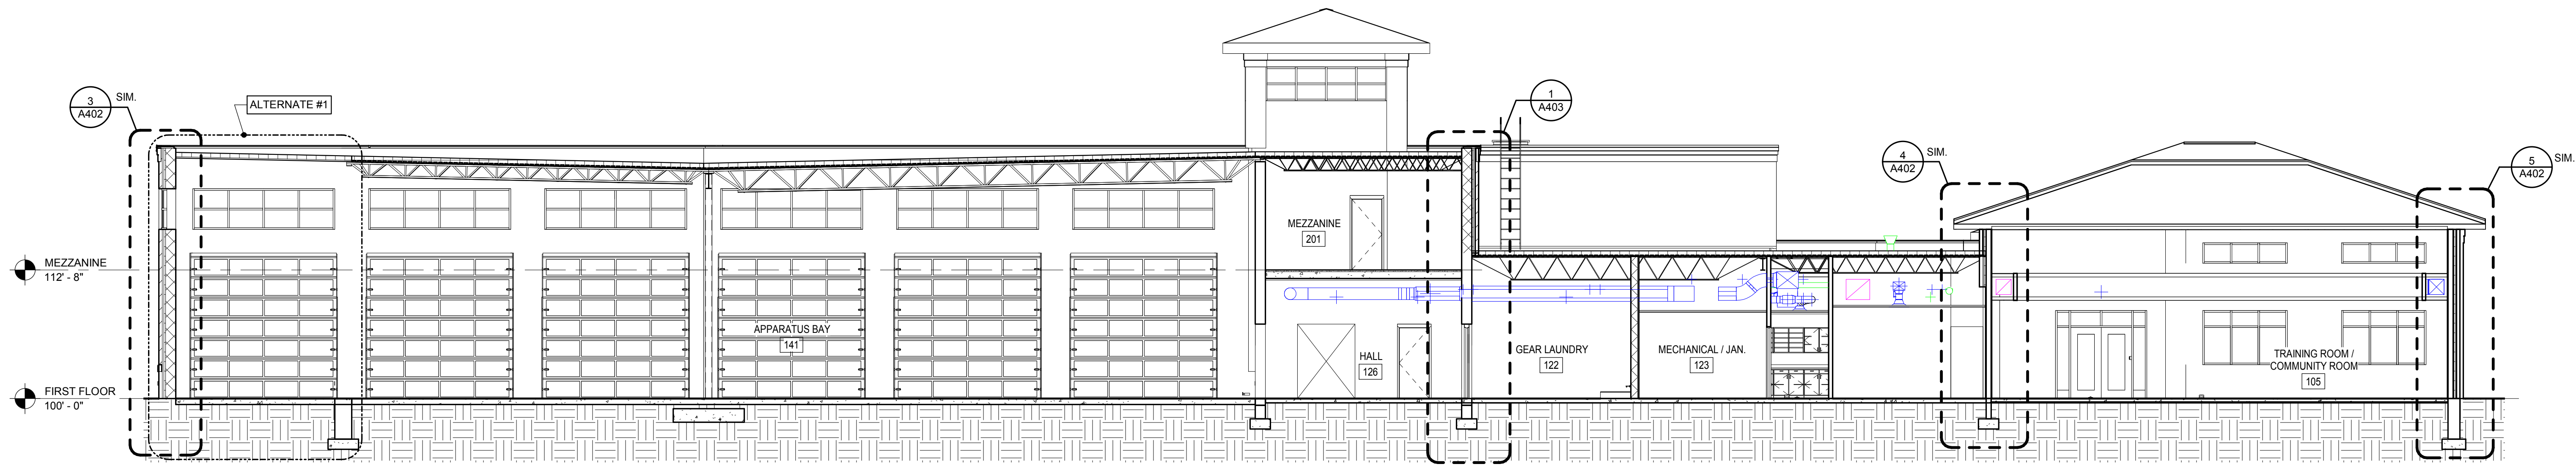 3
A402
SIM.
ALTERNATE #1
1
A403
4
A402
SIM.
5
A402
SIM.
MEZZANINE
201
MEZZANINE
112' - 8"
APPARATUS BAY
141
HALL
126
GEAR LAUNDRY
122
MECHANICAL / JAN.
123
TRAINING ROOM /
COMMUNITY ROOM
105
FIRST FLOOR
100' - 0"